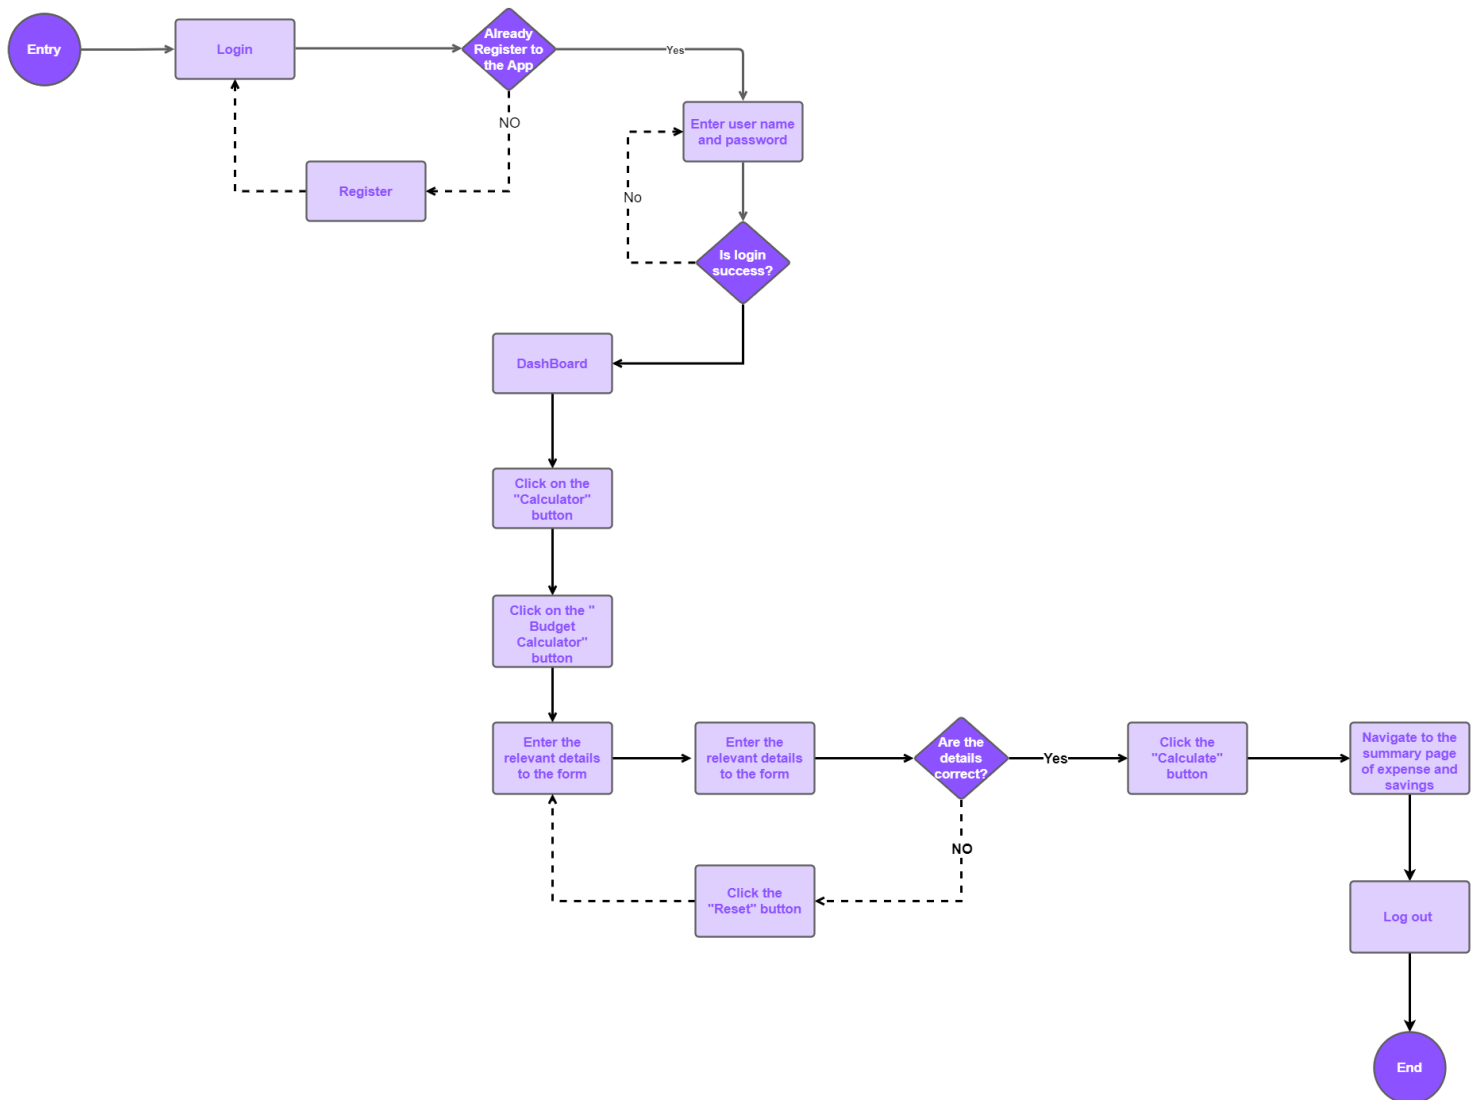 Entry
Login
Already
Register to
the App
Yes
NO
Register
Enter user name
and password
No
Is login
success?
DashBoard
Click on the
"Calculator"
button
Click on the "
Budget
Calculator"
button
Enter the
relevant details
to the form
Enter the
relevant details
to the form
Are the
details
correct?
Yes
Click the
"Calculate"
button
Navigate to the
summary page
of expense and
savings
NO
Click the
"Reset" button
Log out
End